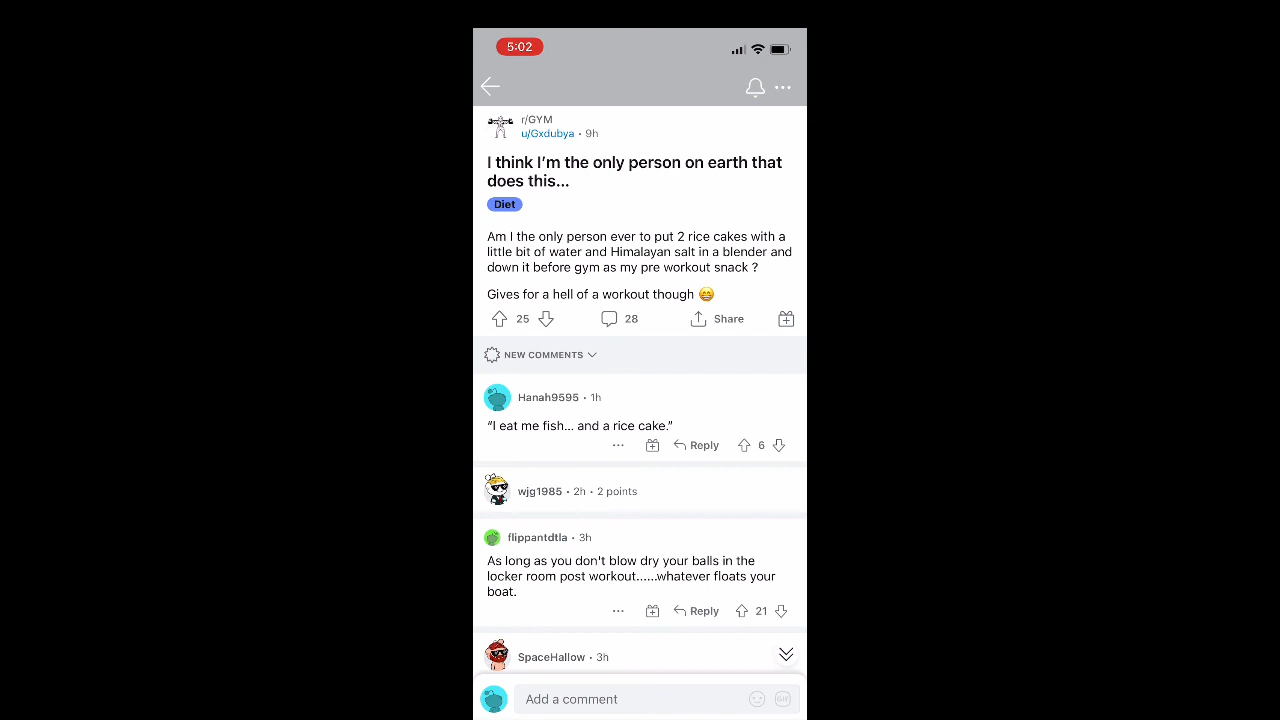 5:02
r/GYM
u/Gxdubya • 9h
I think I'm the only person on earth that
does this...
Diet
Am I the only person ever to put 2 rice cakes with a
little bit of water and Himalayan salt in a blender and
down it before gym as my pre workout snack ?
Gives for a hell of a workout though 😁
25
28
Share
NEW COMMENTS
Hanah9595 • 1h
“I eat me fish... and a rice cake.”
Reply
6
wjg1985 • 2h • 2 points
flippantdtla • 3h
As long as you don't blow dry your balls in the
locker room post workout......whatever floats your
boat.
Reply
21
SpaceHallow • 3h
Add a comment
GIF